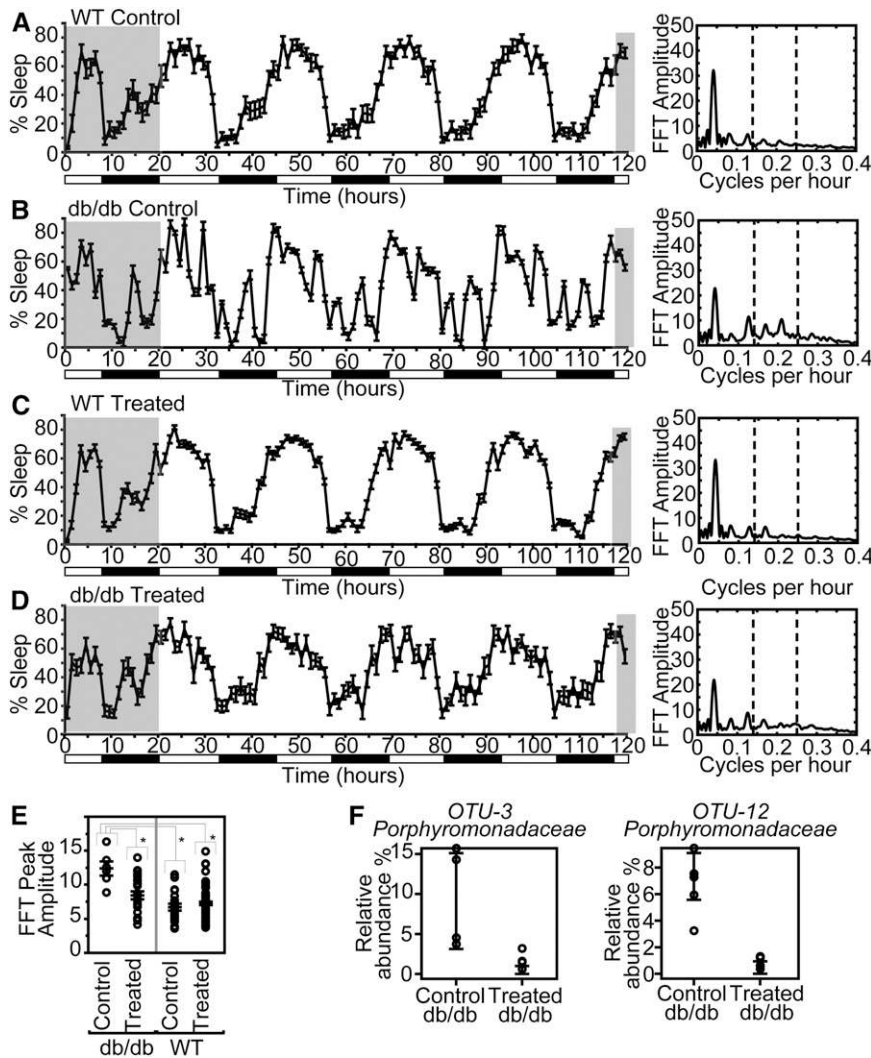 A WT Control
% Sleep
80
60
40
20
0
0 10 20 30 40 50 60 70 80 90 100 110 120
Time (hours)
FFT Amplitude
50
40
30
20
10
0
0 0.1 0.2 0.3 0.4
Cycles per hour
B db/db Control
% Sleep
80
60
40
20
0
0 10 20 30 40 50 60 70 80 90 100 110 120
Time (hours)
FFT Amplitude
50
40
30
20
10
0
0 0.1 0.2 0.3 0.4
Cycles per hour
C WT Treated
% Sleep
80
60
40
20
0
0 10 20 30 40 50 60 70 80 90 100 110 120
Time (hours)
FFT Amplitude
50
40
30
20
10
0
0 0.1 0.2 0.3 0.4
Cycles per hour
D db/db Treated
% Sleep
80
60
40
20
0
0 10 20 30 40 50 60 70 80 90 100 110 120
Time (hours)
FFT Amplitude
50
40
30
20
10
0
0 0.1 0.2 0.3 0.4
Cycles per hour
E
FFT Peak
Amplitude
15
10
5
0
* * *
Control
Treated
Control
Treated
db/db WT
F
OTU-3
Porphyromonadaceae
Relative
abundance %
15
10
5
0
Control Treated
db/db db/db
OTU-12
Porphyromonadaceae
Relative
abundance %
8
6
4
2
0
Control Treated
db/db db/db